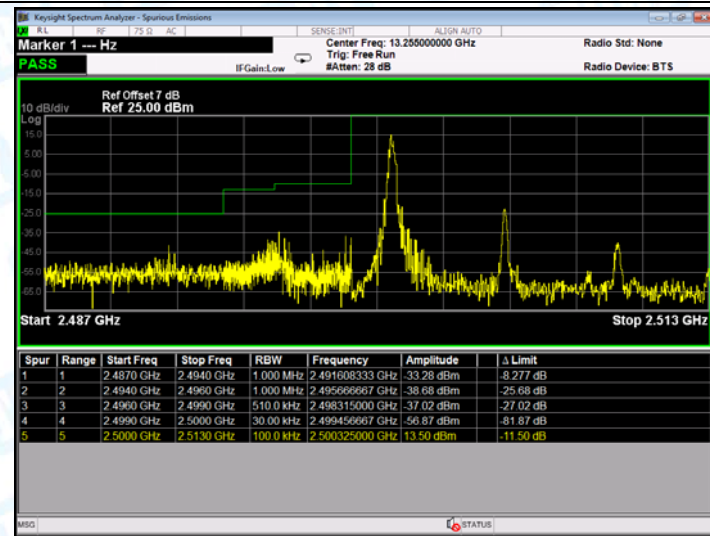 Keysight Spectrum Analyzer - Spurious Emissions
RL RF 75 Ω AC SENSE:INT ALIGN AUTO
Marker 1 --- Hz Center Freq: 13.255000000 GHz Radio Std: None
Trig: Free Run
PASS IFGain:Low #Atten: 28 dB Radio Device: BTS
Ref Offset 7 dB
10 dB/div Ref 25.00 dBm
Log
15.0
5.00
-5.00
-15.0
-25.0
-35.0
-45.0
-55.0
-65.0
Start 2.487 GHz Stop 2.513 GHz
Spur Range Start Freq Stop Freq RBW Frequency Amplitude Δ Limit
1 1 2.4870 GHz 2.4940 GHz 1.000 MHz 2.491608333 GHz -33.28 dBm -8.277 dB
2 2 2.4940 GHz 2.4960 GHz 1.000 MHz 2.495666667 GHz -38.68 dBm -25.68 dB
3 3 2.4960 GHz 2.4990 GHz 510.0 kHz 2.498315000 GHz -37.02 dBm -27.02 dB
4 4 2.4990 GHz 2.5000 GHz 30.00 kHz 2.499456667 GHz -56.87 dBm -81.87 dB
5 5 2.5000 GHz 2.5130 GHz 100.0 kHz 2.500325000 GHz 13.50 dBm -11.50 dB
MSG STATUS